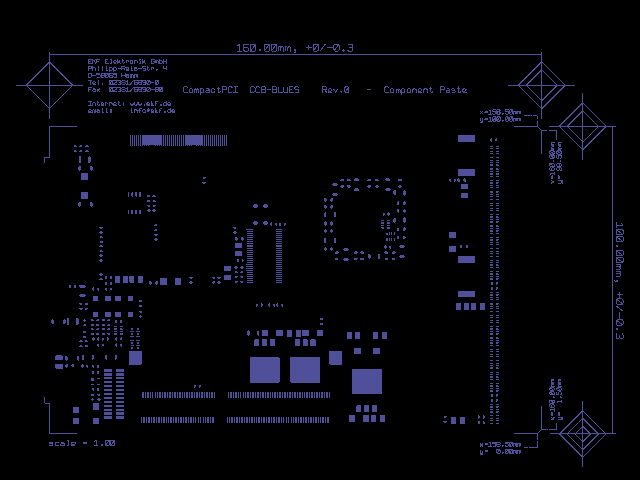 160.00mm, +0/-0.3
EKF Elektronik GmbH
Philipp-Reis-Str. 4
D-59065 Hamm
Tel. 02381/6890-0
Fax 02381/6890-90
CompactPCI CC8-BLUES Rev.0 - Component Paste
Internet: www.ekf.de
email: info@ekf.de
x=158.50mm
y=100.00mm
x=160.00mm
y= 98.50mm
100.00mm, +0/-0.3
x=160.00mm
y= 1.50mm
scale = 1.00
x=158.50mm
y= 0.00mm